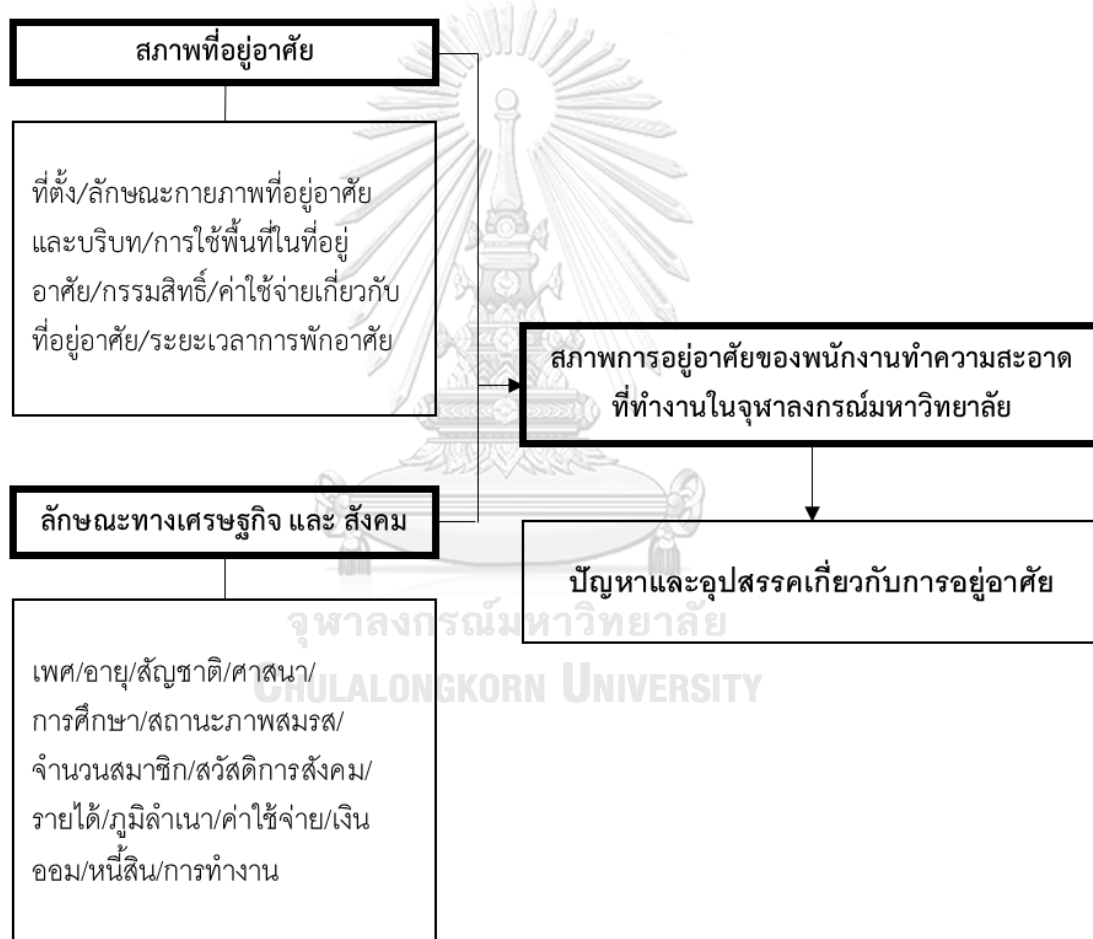 สภาพที่อยู่อาศัย
ที่ตั้ง/ลักษณะกายภาพที่อยู่อาศัย
และบริบท/การใช้พื้นที่ในที่อยู่
อาศัย/กรรมสิทธิ์/ค่าใช้จ่ายเกี่ยวกับ
ที่อยู่อาศัย/ระยะเวลาการพักอาศัย
สภาพการอยู่อาศัยของพนักงานทำความสะอาด
ที่ทำงานในจุฬาลงกรณ์มหาวิทยาลัย
ลักษณะทางเศรษฐกิจ และ สังคม
ปัญหาและอุปสรรคเกี่ยวกับการอยู่อาศัย
จุฬาลงกรณ์มหาวิทยาลัย
CHULALONGKORN UNIVERSITY
เพศ/อายุ/สัญชาติ/ศาสนา/
การศึกษา/สถานะภาพสมรส/
จำนวนสมาชิก/สวัสดิการสังคม/
รายได้/ภูมิลำเนา/ค่าใช้จ่าย/เงิน
ออม/หนี้สิน/การทำงาน